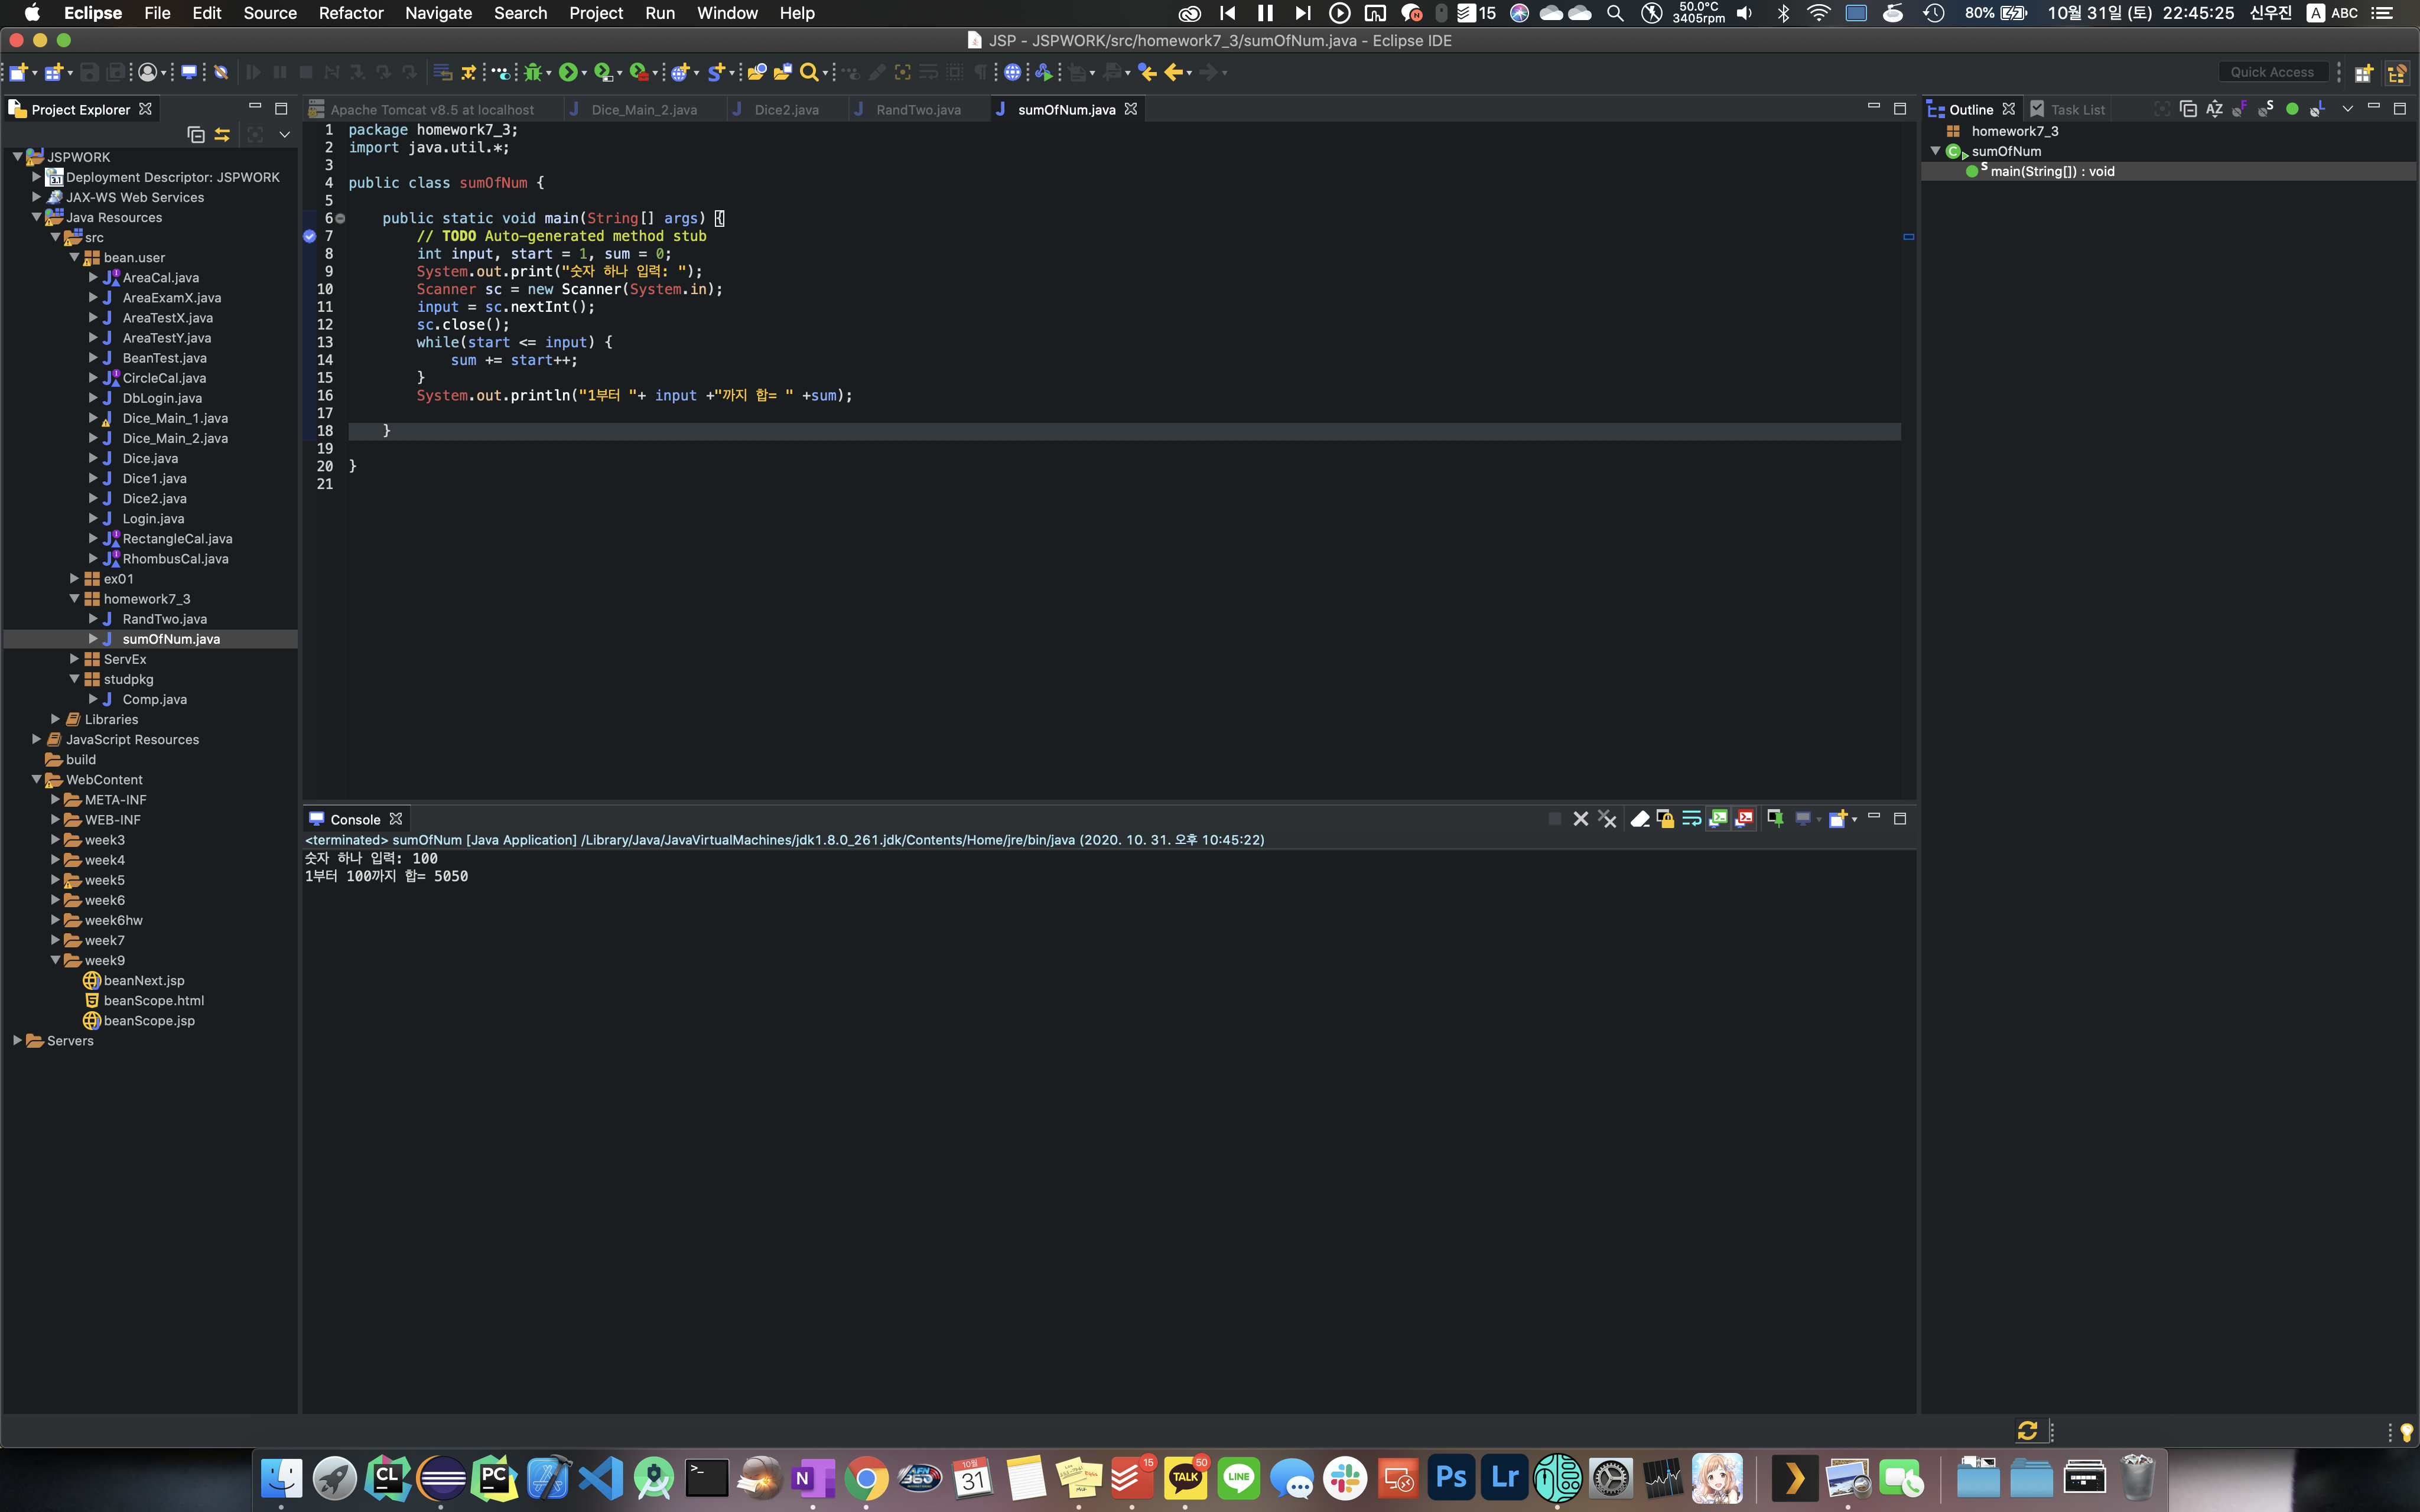 Eclipse File Edit Source Refactor Navigate Search Project Run Window Help 15 50.0°C 3405rpm 80% 10월 31일 (토) 22:45:25 신우진 A ABC
JSP - JSPWORK/src/homework7_3/sumOfNum.java - Eclipse IDE
Quick Access
Project Explorer
JSPWORK
Deployment Descriptor: JSPWORK
JAX-WS Web Services
Java Resources
src
bean.user
AreaCal.java
AreaExamX.java
AreaTestX.java
AreaTestY.java
BeanTest.java
CircleCal.java
DbLogin.java
Dice_Main_1.java
Dice_Main_2.java
Dice.java
Dice1.java
Dice2.java
Login.java
RectangleCal.java
RhombusCal.java
ex01
homework7_3
RandTwo.java
sumOfNum.java
ServEx
studpkg
Comp.java
Libraries
JavaScript Resources
build
WebContent
META-INF
WEB-INF
week3
week4
week5
week6
week6hw
week7
week9
beanNext.jsp
beanScope.html
beanScope.jsp
Servers
Apache Tomcat v8.5 at localhost Dice_Main_2.java Dice2.java RandTwo.java sumOfNum.java
1 package homework7_3;
2 import java.util.*;
3
4 public class sumOfNum {
5
6 public static void main(String[] args) {
7 // TODO Auto-generated method stub
8 int input, start = 1, sum = 0;
9 System.out.print("숫자 하나 입력: ");
10 Scanner sc = new Scanner(System.in);
11 input = sc.nextInt();
12 sc.close();
13 while(start <= input) {
14 sum += start++;
15 }
16 System.out.println("1부터 "+ input +"까지 합= " +sum);
17
18 }
19
20 }
21
Console
<terminated> sumOfNum [Java Application] /Library/Java/JavaVirtualMachines/jdk1.8.0_261.jdk/Contents/Home/jre/bin/java (2020. 10. 31. 오후 10:45:22)
숫자 하나 입력: 100
1부터 100까지 합= 5050
Outline Task List
homework7_3
sumOfNum
main(String[]) : void
CL PC N 10월 31 15 TALK 50 LINE Ps Lr